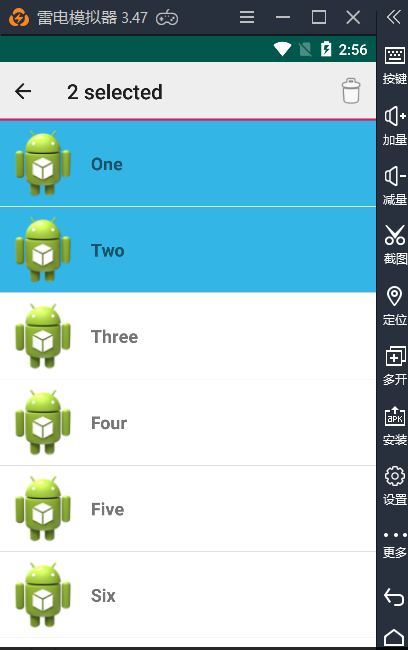 雷电模拟器 3.47
2:56
2 selected
One
Two
Three
Four
Five
Six
按键
加量
减量
截图
定位
多开
APK
安装
设置
更多